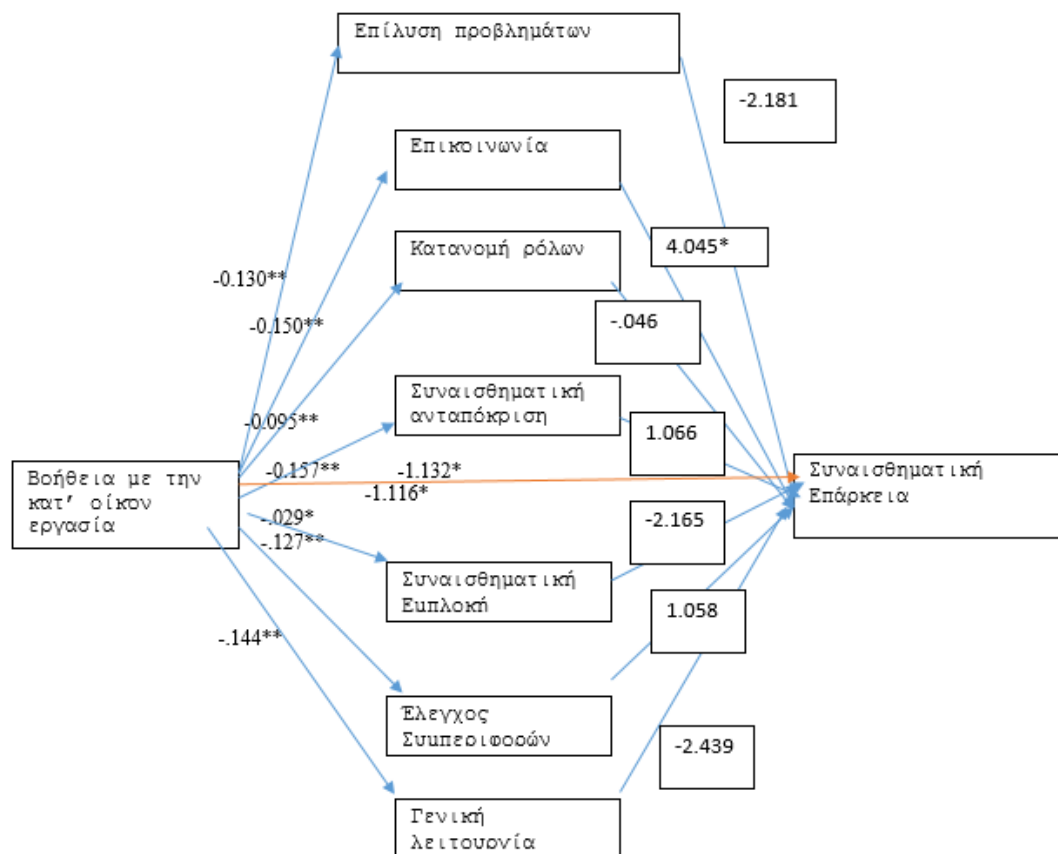 Επίλυση προβλημάτων
-2.181
Επικοινωνία
Κατανομή ρόλων
4.045*
-0.130**
-.046
-0.150**
Συναισθηματική
ανταπόκριση
-0.095**
1.066
Βοήθεια με την
κατ’ οίκον
εργασία
-0.157**
-1.132*
-1.116*
Συναισθηματική
Επάρκεια
-.029*
-.127**
-2.165
Συναισθηματική
Εμπλοκή
1.058
-.144**
Έλεγχος
Συμπεριφορών
-2.439
Γενική
λειτουργία